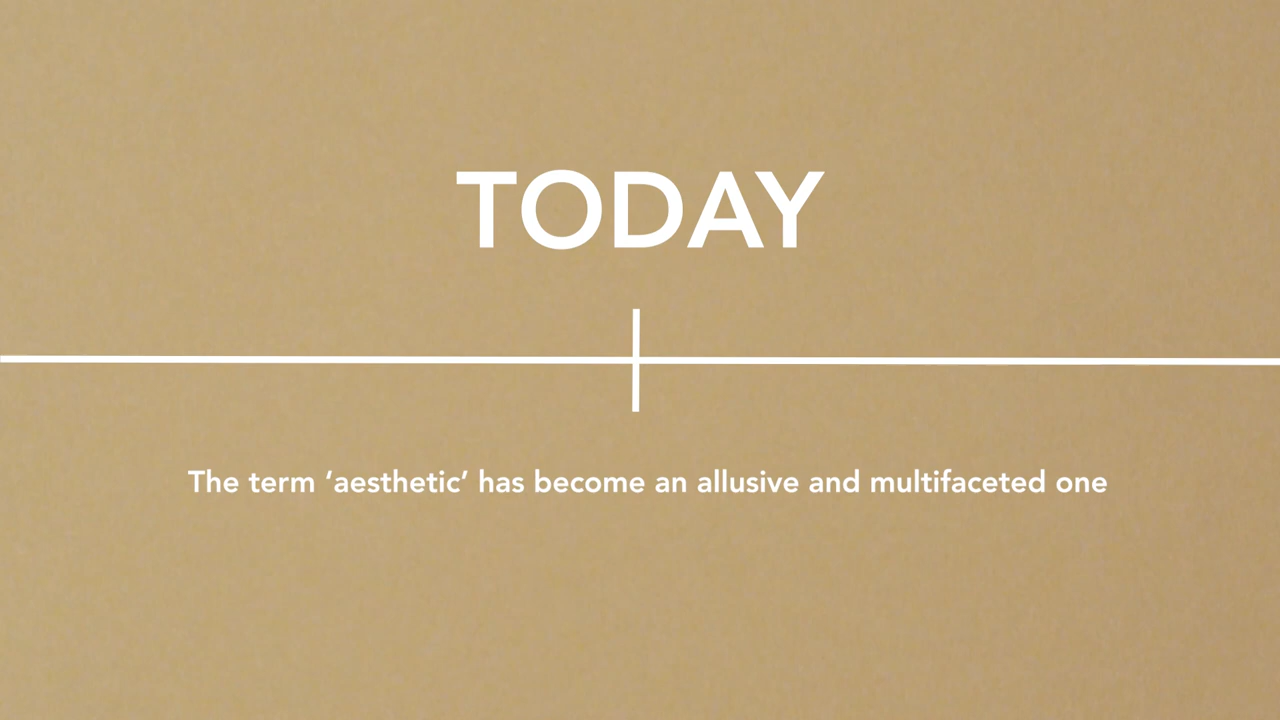 TODAY
The term ‘aesthetic’ has become an allusive and multifaceted one